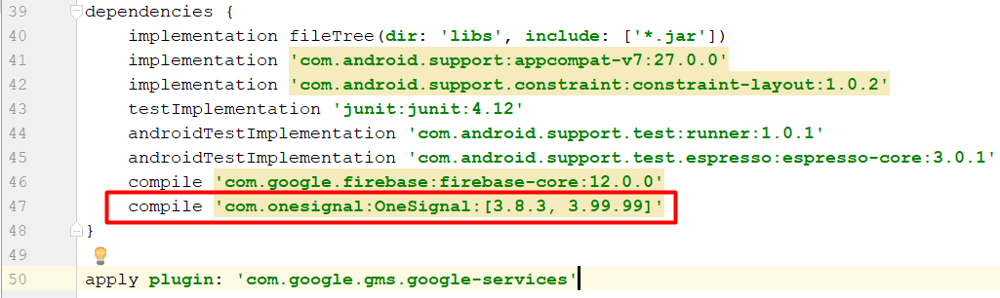 39 dependencies {
40 implementation fileTree(dir: 'libs', include: ['*.jar'])
41 implementation 'com.android.support:appcompat-v7:27.0.0'
42 implementation 'com.android.support.constraint:constraint-layout:1.0.2'
43 testImplementation 'junit:junit:4.12'
44 androidTestImplementation 'com.android.support.test:runner:1.0.1'
45 androidTestImplementation 'com.android.support.test.espresso:espresso-core:3.0.1'
46 compile 'com.google.firebase:firebase-core:12.0.0'
47 compile 'com.onesignal:OneSignal:[3.8.3, 3.99.99]'
48 }
49
50 apply plugin: 'com.google.gms.google-services'